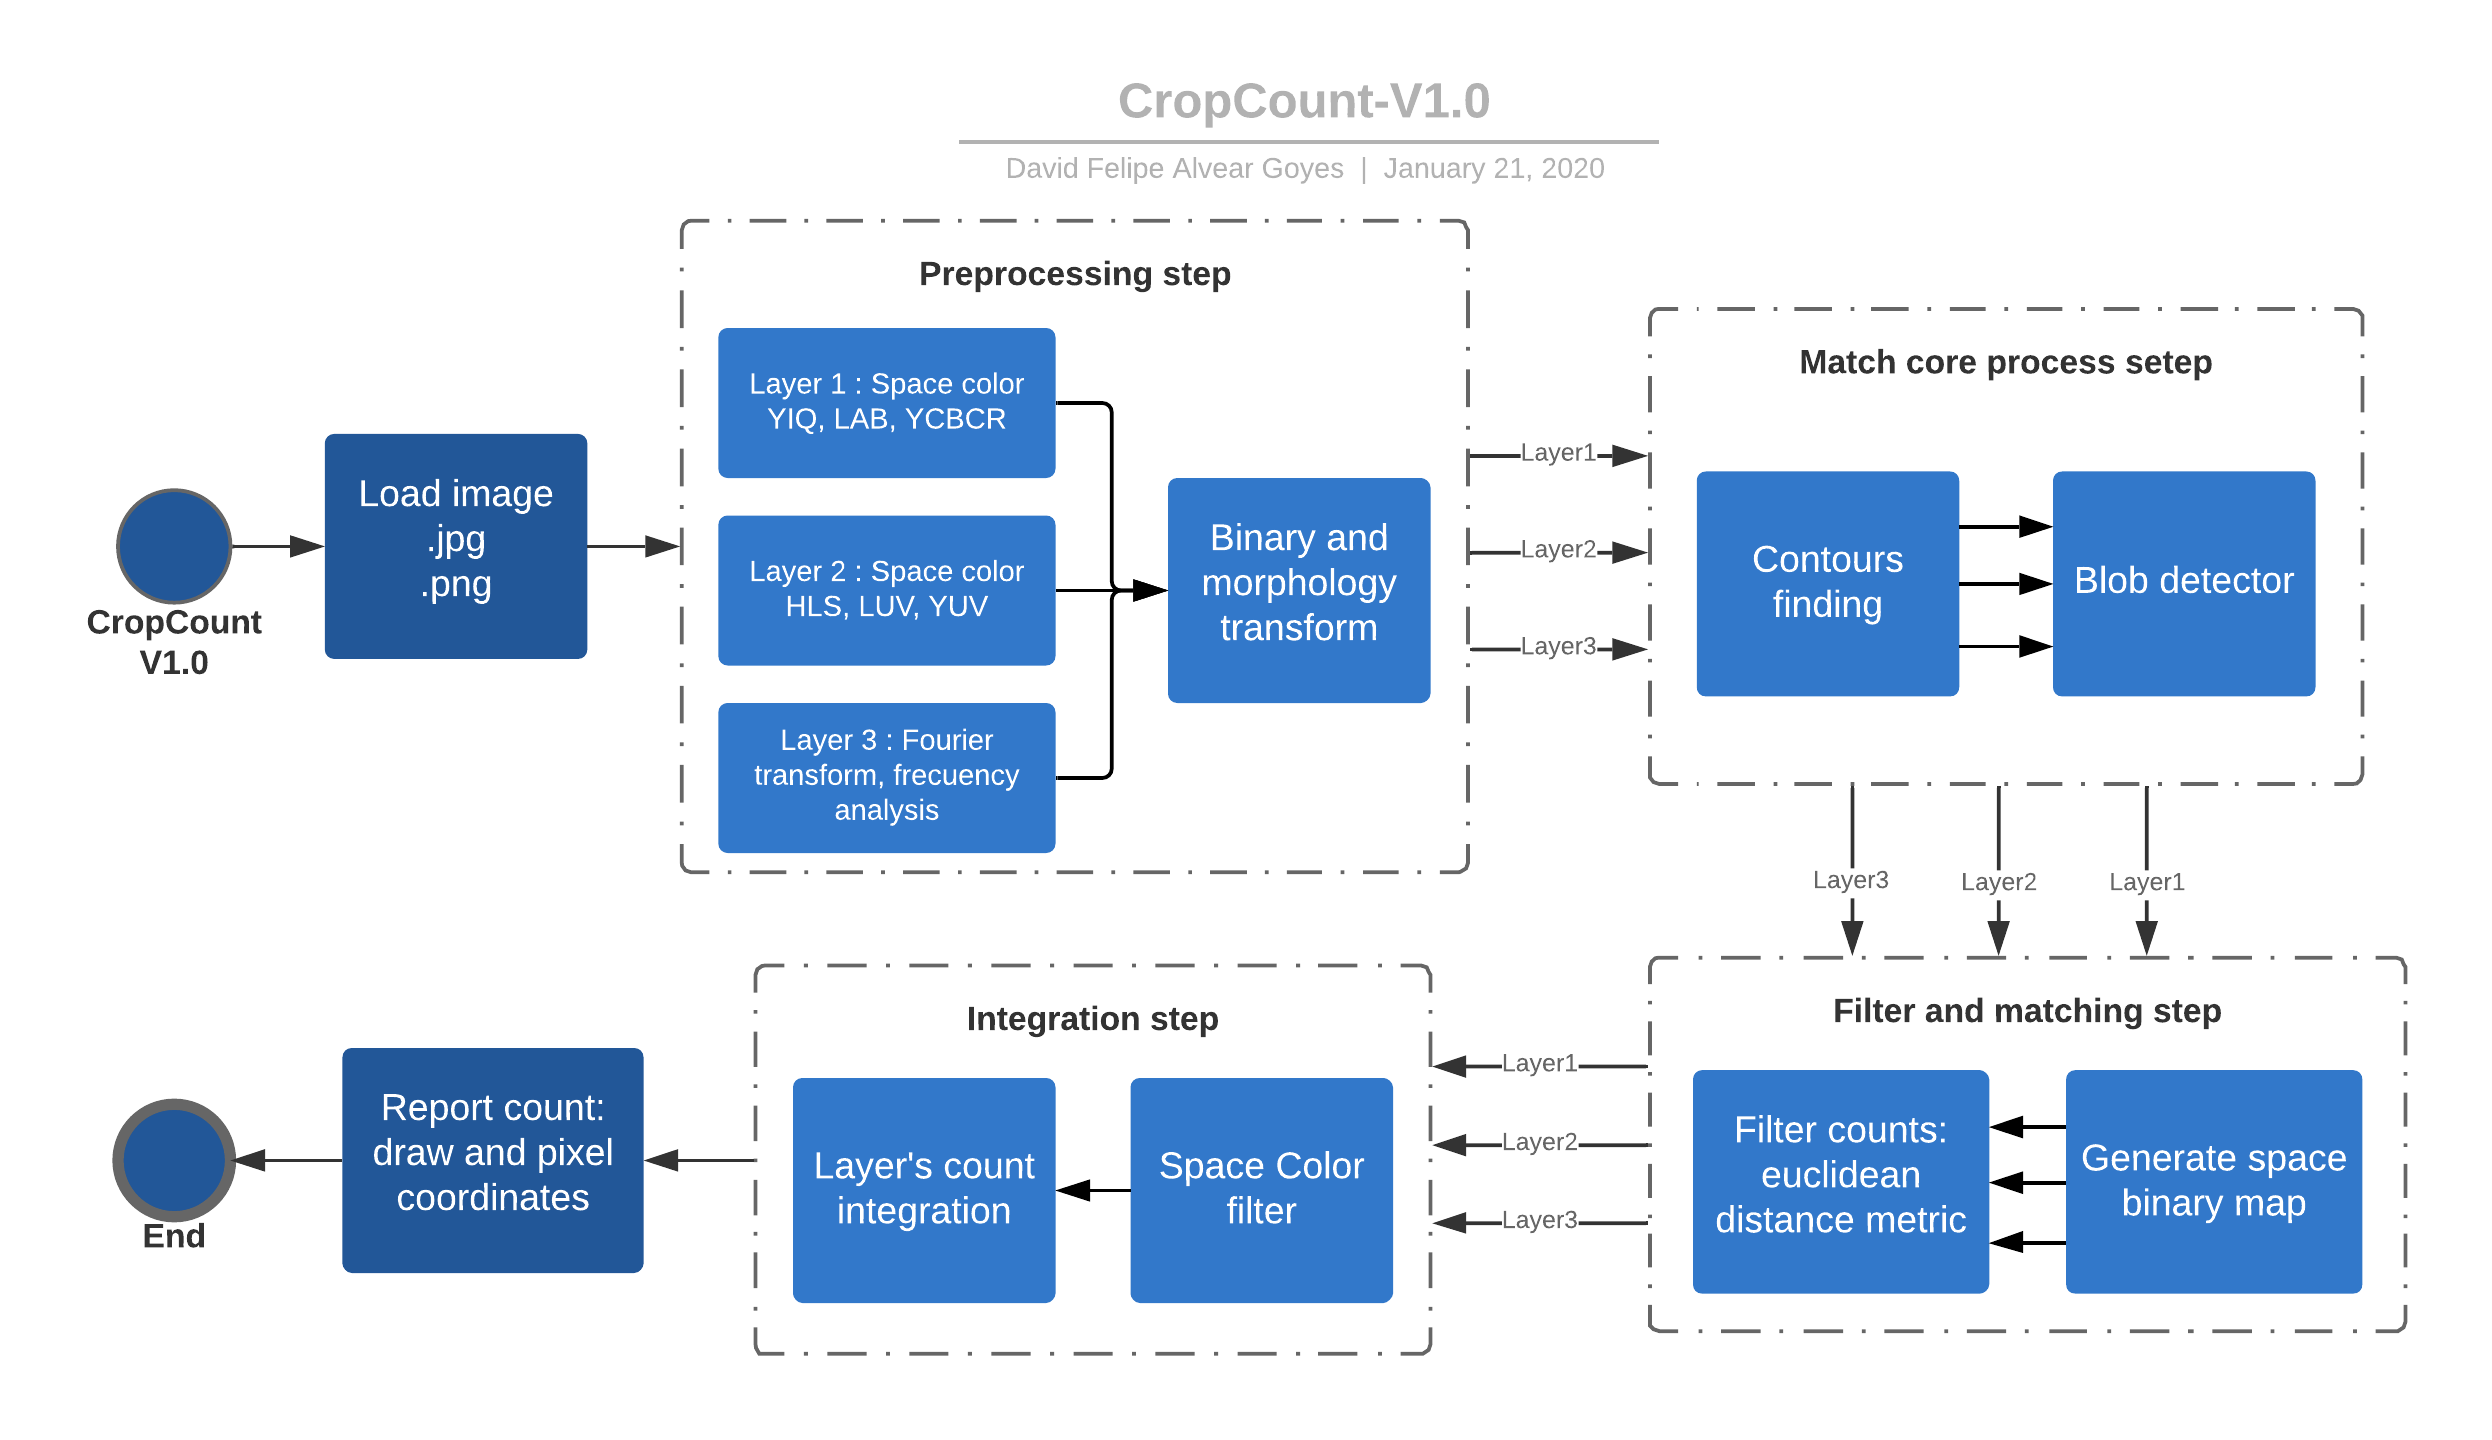 CropCount-V1.0
David Felipe Alvear Goyes | January 21, 2020
CropCount
V1.0
Load image
.jpg
.png
Preprocessing step
Layer 1 : Space color
YIQ, LAB, YCBCR
Layer 2 : Space color
HLS, LUV, YUV
Layer 3 : Fourier
transform, frecuency
analysis
Binary and
morphology
transform
Layer1
Layer2
Layer3
Match core process setep
Contours
finding
Blob detector
Layer3
Layer2
Layer1
Filter and matching step
Generate space
binary map
Filter counts:
euclidean
distance metric
Layer1
Layer2
Layer3
Integration step
Space Color
filter
Layer's count
integration
Report count:
draw and pixel
coordinates
End